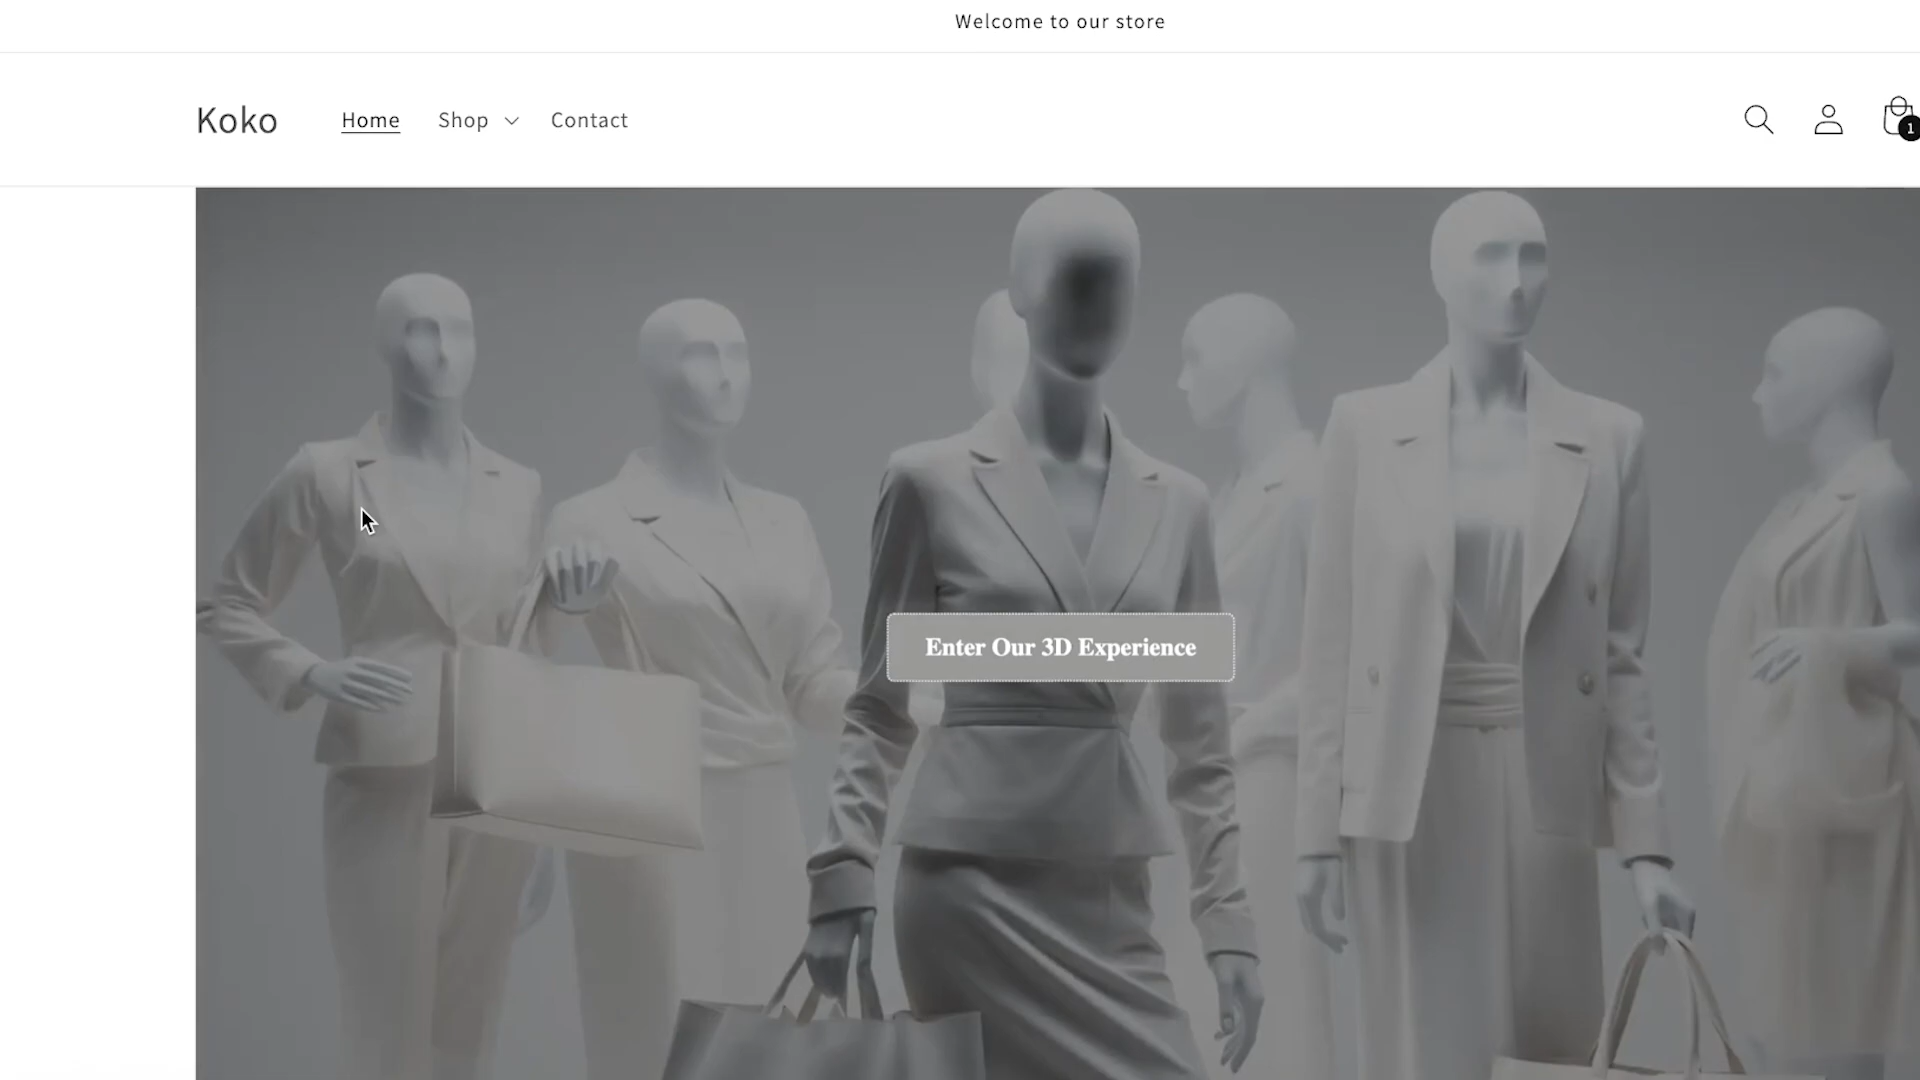 Welcome to our store
Koko
Home
Shop
Contact
1
Enter Our 3D Experience